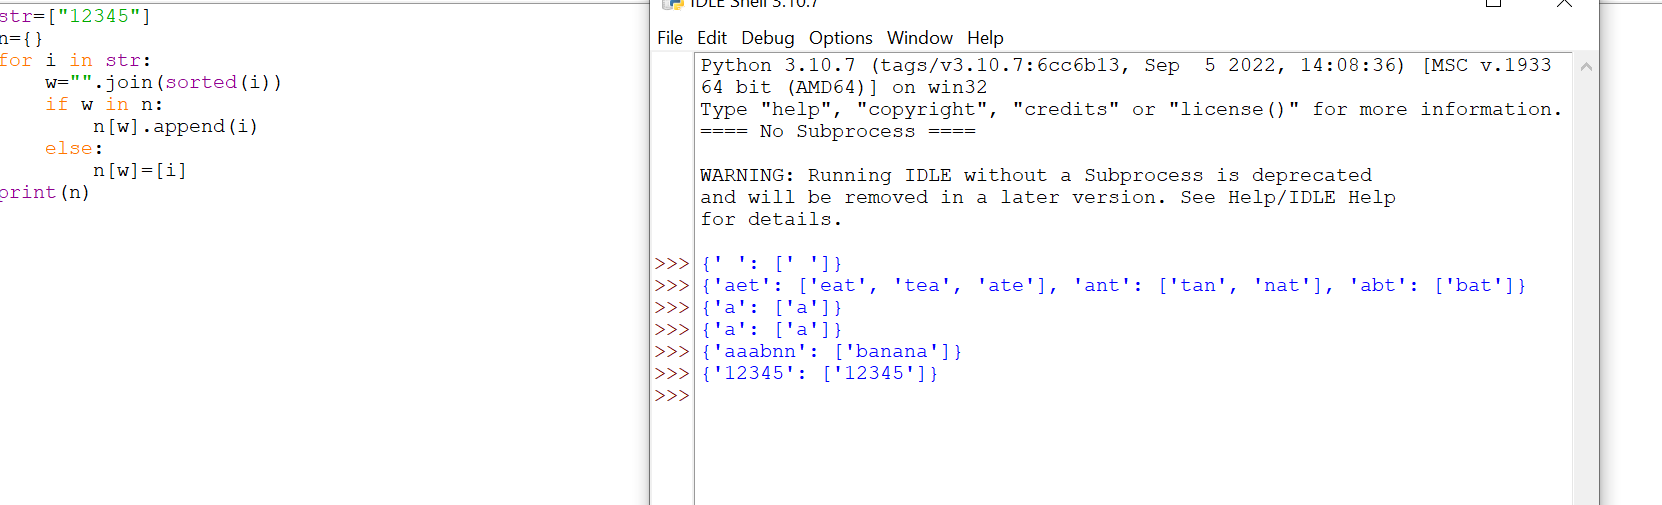 str=["12345"]
n={}
for i in str:
    w="".join(sorted(i))
    if w in n:
        n[w].append(i)
    else:
        n[w]=[i]
print(n)
IDLE Shell 3.10.7
File Edit Debug Options Window Help
Python 3.10.7 (tags/v3.10.7:6cc6b13, Sep  5 2022, 14:08:36) [MSC v.1933
64 bit (AMD64)] on win32
Type "help", "copyright", "credits" or "license()" for more information.
==== No Subprocess ====
WARNING: Running IDLE without a Subprocess is deprecated
and will be removed in a later version. See Help/IDLE Help
for details.
>>> {' ': [' ']}
>>> {'aet': ['eat', 'tea', 'ate'], 'ant': ['tan', 'nat'], 'abt': ['bat']}
>>> {'a': ['a']}
>>> {'a': ['a']}
>>> {'aaabnn': ['banana']}
>>> {'12345': ['12345']}
>>>